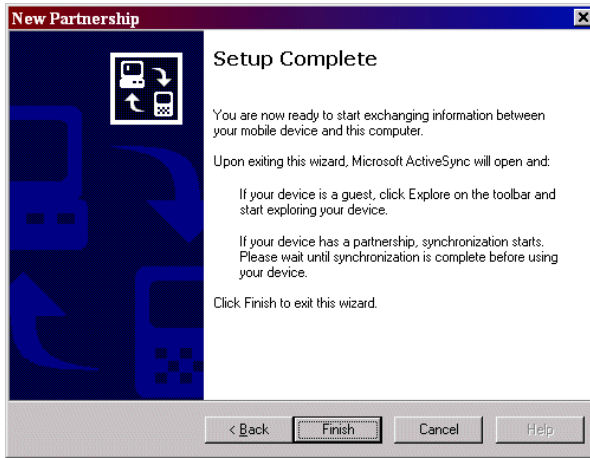 New Partnership
Setup Complete
You are now ready to start exchanging information between
your mobile device and this computer.
Upon exiting this wizard, Microsoft ActiveSync will open and:
If your device is a guest, click Explore on the toolbar and
start exploring your device.
If your device has a partnership, synchronization starts.
Please wait until synchronization is complete before using
your device.
Click Finish to exit this wizard.
< Back Finish Cancel Help